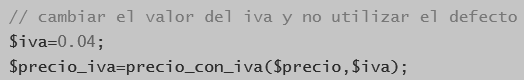 // cambiar el valor del iva y no utilizar el defecto
$iva=0.04;
$precio_iva=precio_con_iva($precio,$iva);